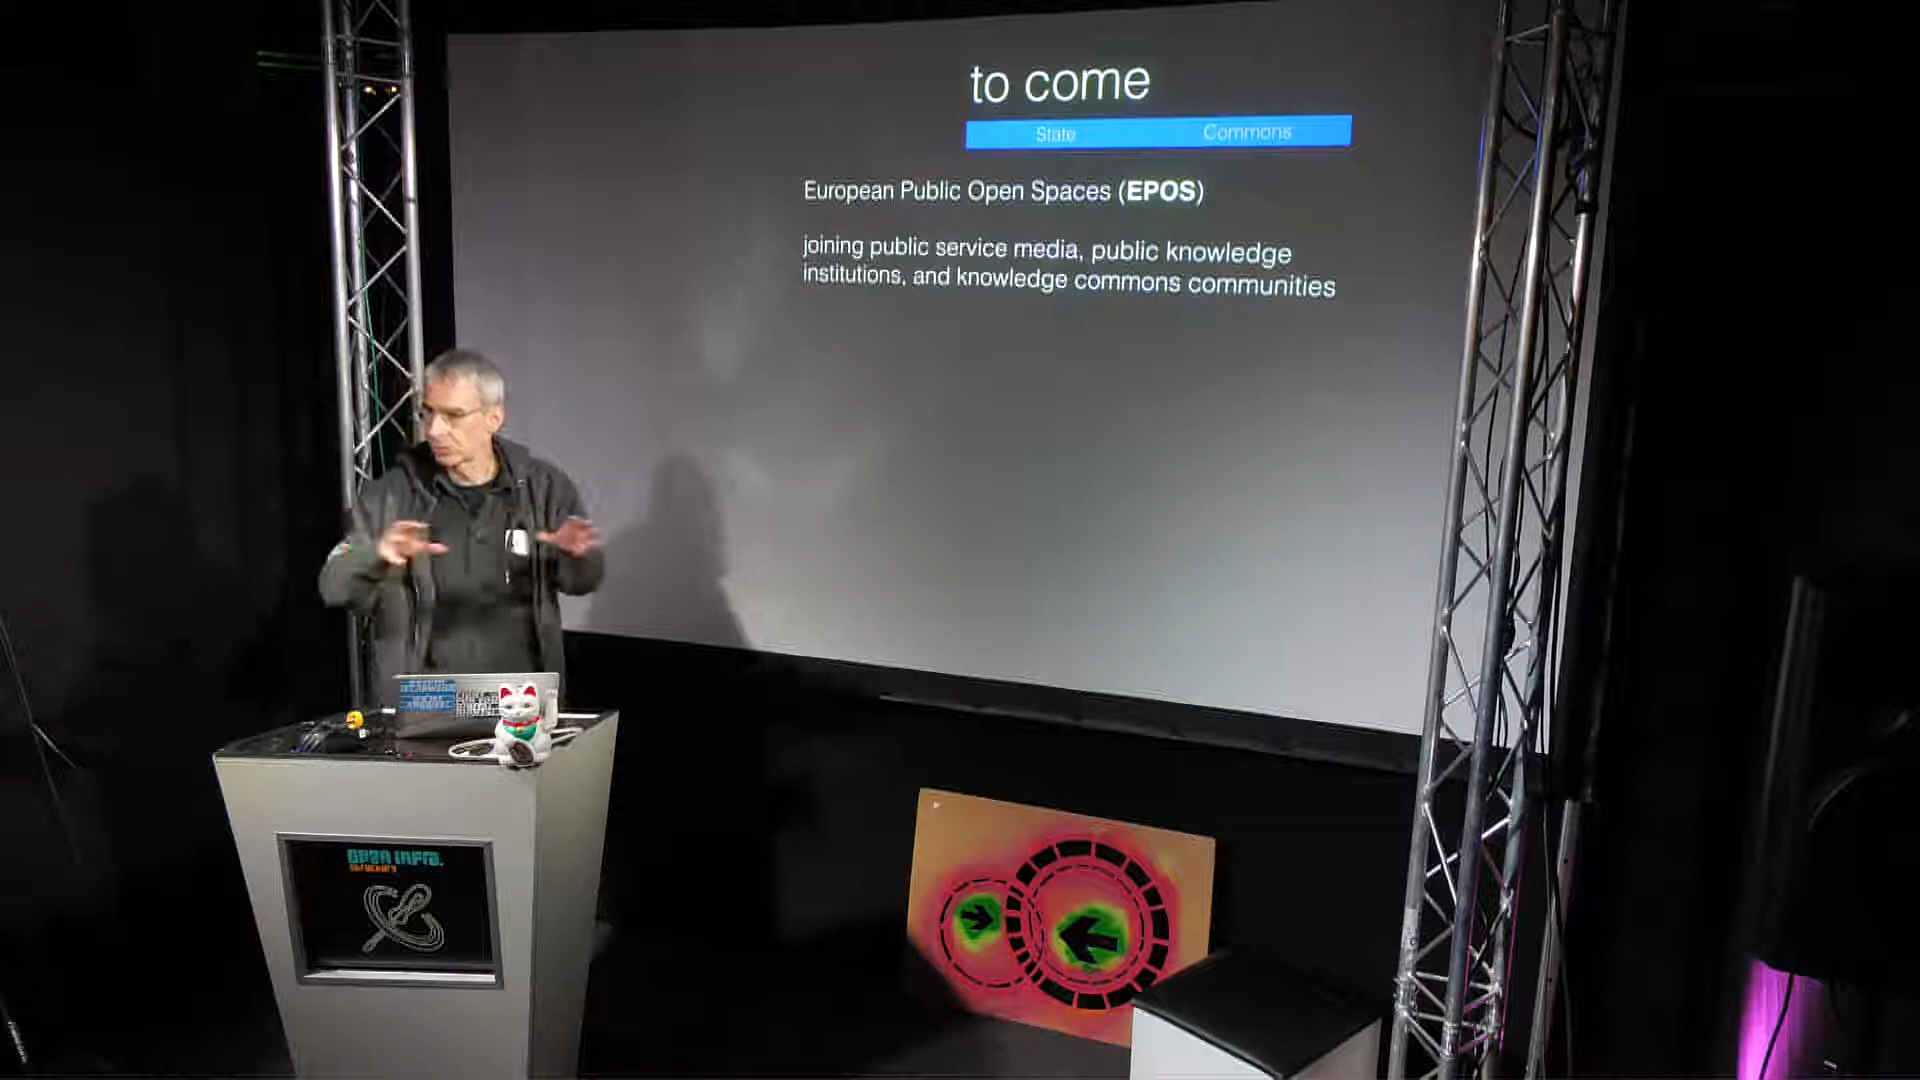 to come
State Commons
European Public Open Spaces (EPOS)
joining public service media, public knowledge
institutions, and knowledge commons communities
open infra.